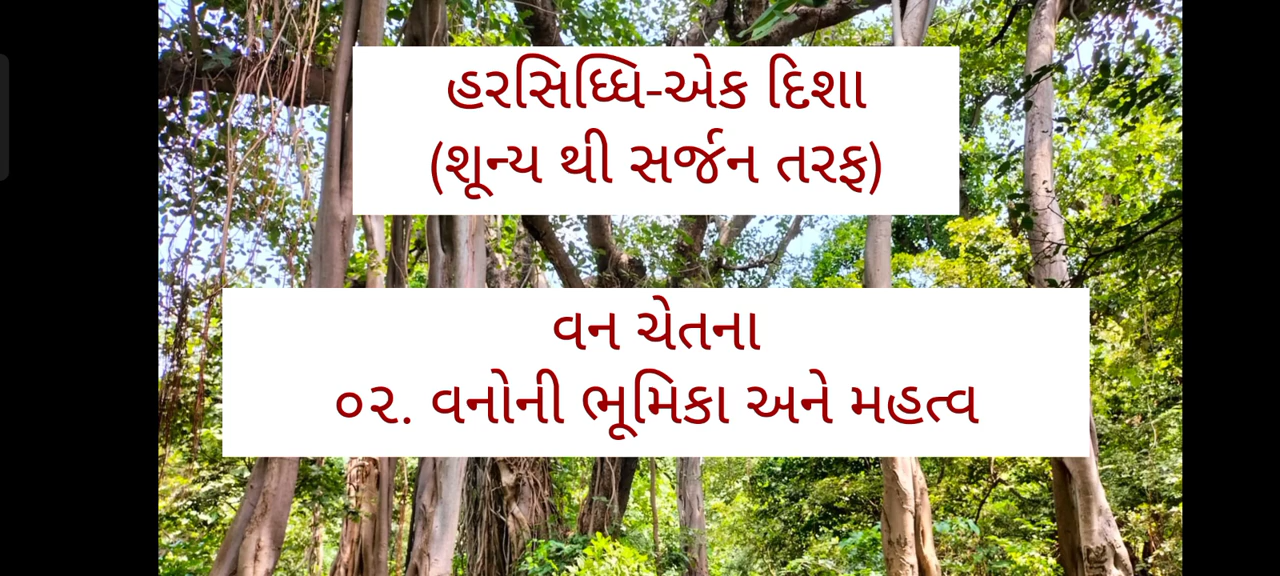 હરસિધ્ધિ-એક દિશા
(શૂન્ય થી સર્જન તરફ)
વન ચેતના
૦૨. વનોની ભૂમિકા અને મહત્વ